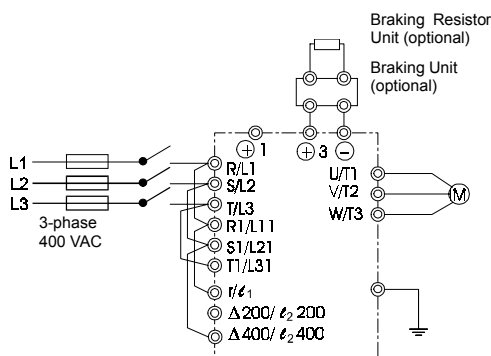 Braking Resistor
Unit (optional)
Braking Unit
(optional)
⊕ 1
⊕ 3
⊖
L1
L2
L3
3-phase
400 VAC
R/L1
S/L2
T/L3
R1/L11
S1/L21
T1/L31
r/ℓ1
Δ200/ℓ2 200
Δ400/ℓ2 400
U/T1
V/T2
W/T3
M